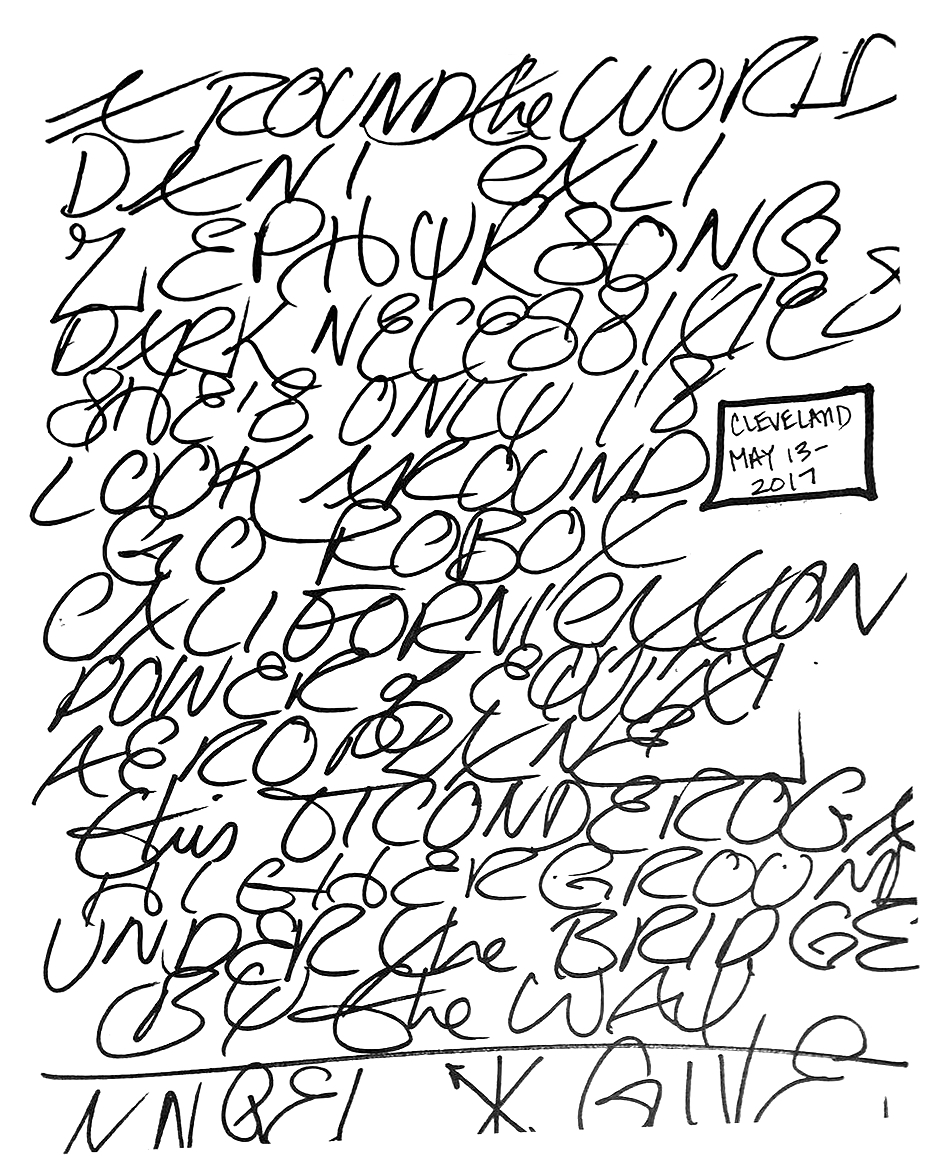 AROUND the WORLD
DANI CALI
ZEPHYR SONG
DARK NECESSITIES
SHE'S ONLY 18
LOOK AROUND
GO ROBOT
CALIFORNICATION
POWER of EQUALITY
AEROPLANE
this TICONDEROGA
HIGHER GROUND
UNDER the BRIDGE
BY the WAY
GIVE
CLEVELAND
MAY 13-
2017